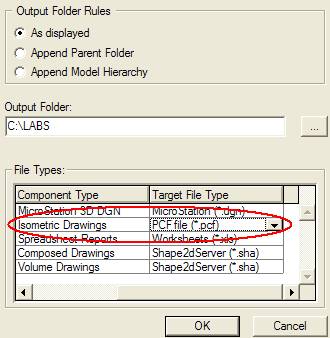 Output Folder Rules
As displayed
Append Parent Folder
Append Model Hierarchy
Output Folder:
C:\LABS
...
File Types:
Component Type Target File Type
MicroStation 3D DGN MicroStation (*.dgn)
Isometric Drawings PCF file (*.pcf)
Spreadsheet Reports Worksheets (*.xls)
Composed Drawings Shape2dServer (*.sha)
Volume Drawings Shape2dServer (*.sha)
OK Cancel